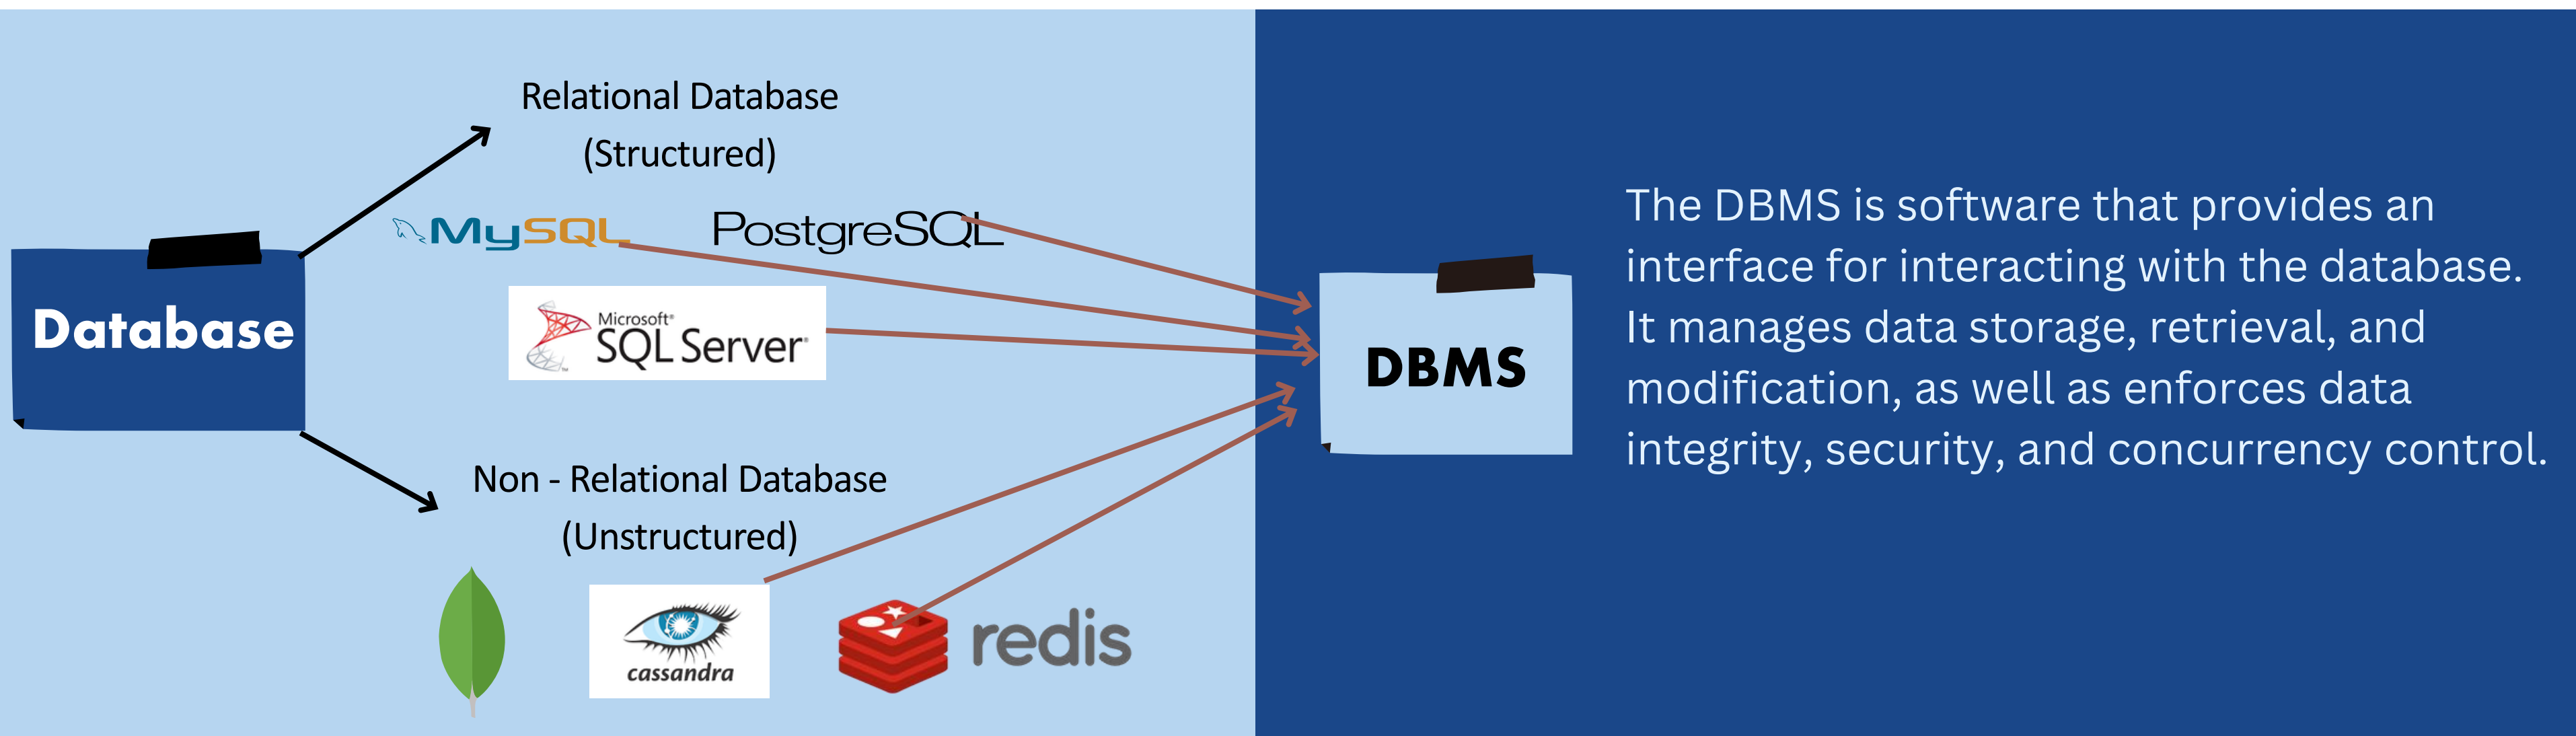 Relational Database
(Structured)
MySQL
PostgreSQL
Microsoft®
SQL Server®
Database
Non - Relational Database
(Unstructured)
cassandra
redis
DBMS
The DBMS is software that provides an
interface for interacting with the database.
It manages data storage, retrieval, and
modification, as well as enforces data
integrity, security, and concurrency control.